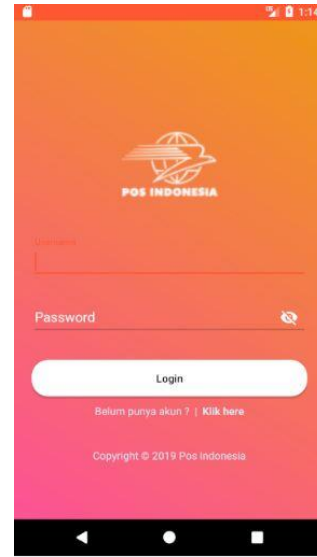 1:14
POS INDONESIA
Username
Password
Login
Belum punya akun ? | Klik here
Copyright © 2019 Pos Indonesia